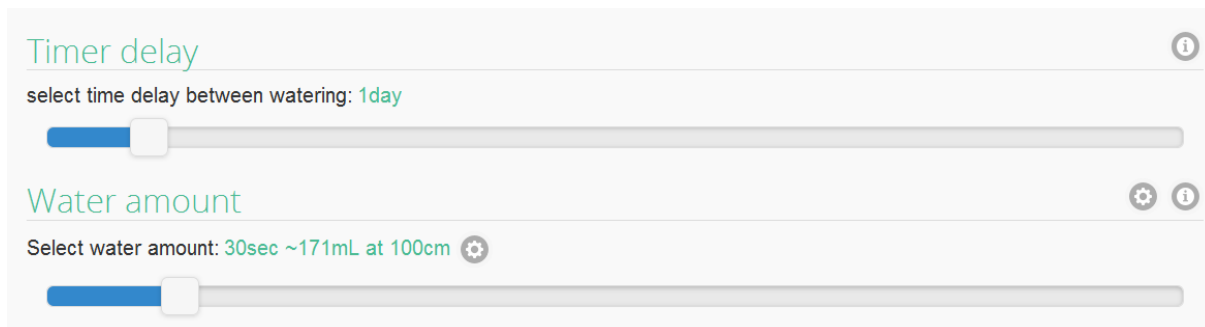 Timer delay
select time delay between watering: 1day
Water amount
Select water amount: 30sec ~171mL at 100cm